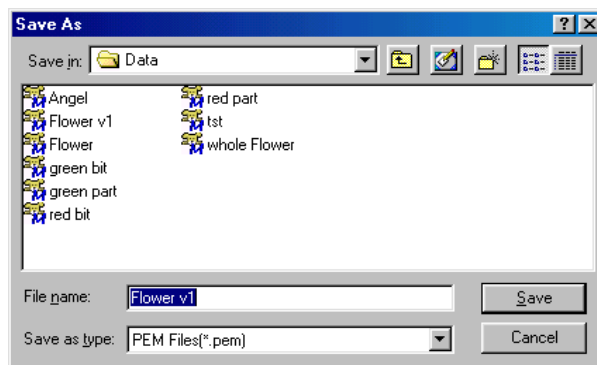 Save As
Save in: Data
Angel
Flower v1
Flower
green bit
green part
red bit
red part
tst
whole Flower
File name: Flower v1 Save
Save as type: PEM Files(*.pem) Cancel